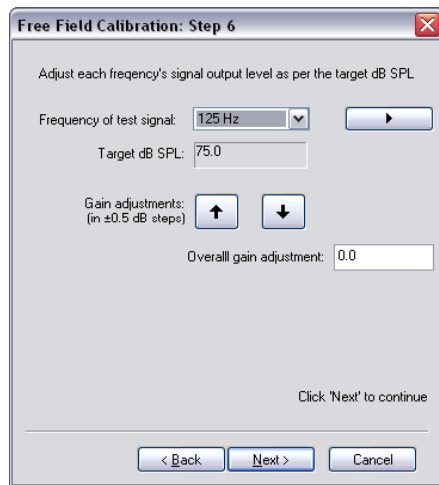 Free Field Calibration: Step 6
Adjust each freqency's signal output level as per the target dB SPL
Frequency of test signal: 125 Hz
Target dB SPL: 75.0
Gain adjustments:
(in ±0.5 dB steps)
Overall gain adjustment: 0.0
Click 'Next' to continue
< Back Next > Cancel